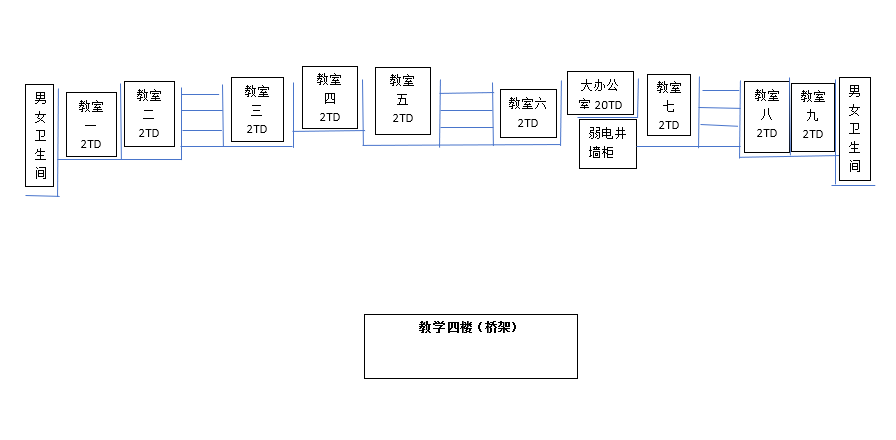 男
女
卫
生
间
教室
一
2TD
教室
二
2TD
教室
三
2TD
教室
四
2TD
教室
五
2TD
教室六
2TD
大办公
室 20TD
弱电井
墙柜
教室
七
2TD
教室
八
2TD
教室
九
2TD
男
女
卫
生
间
教学四楼（桥架）